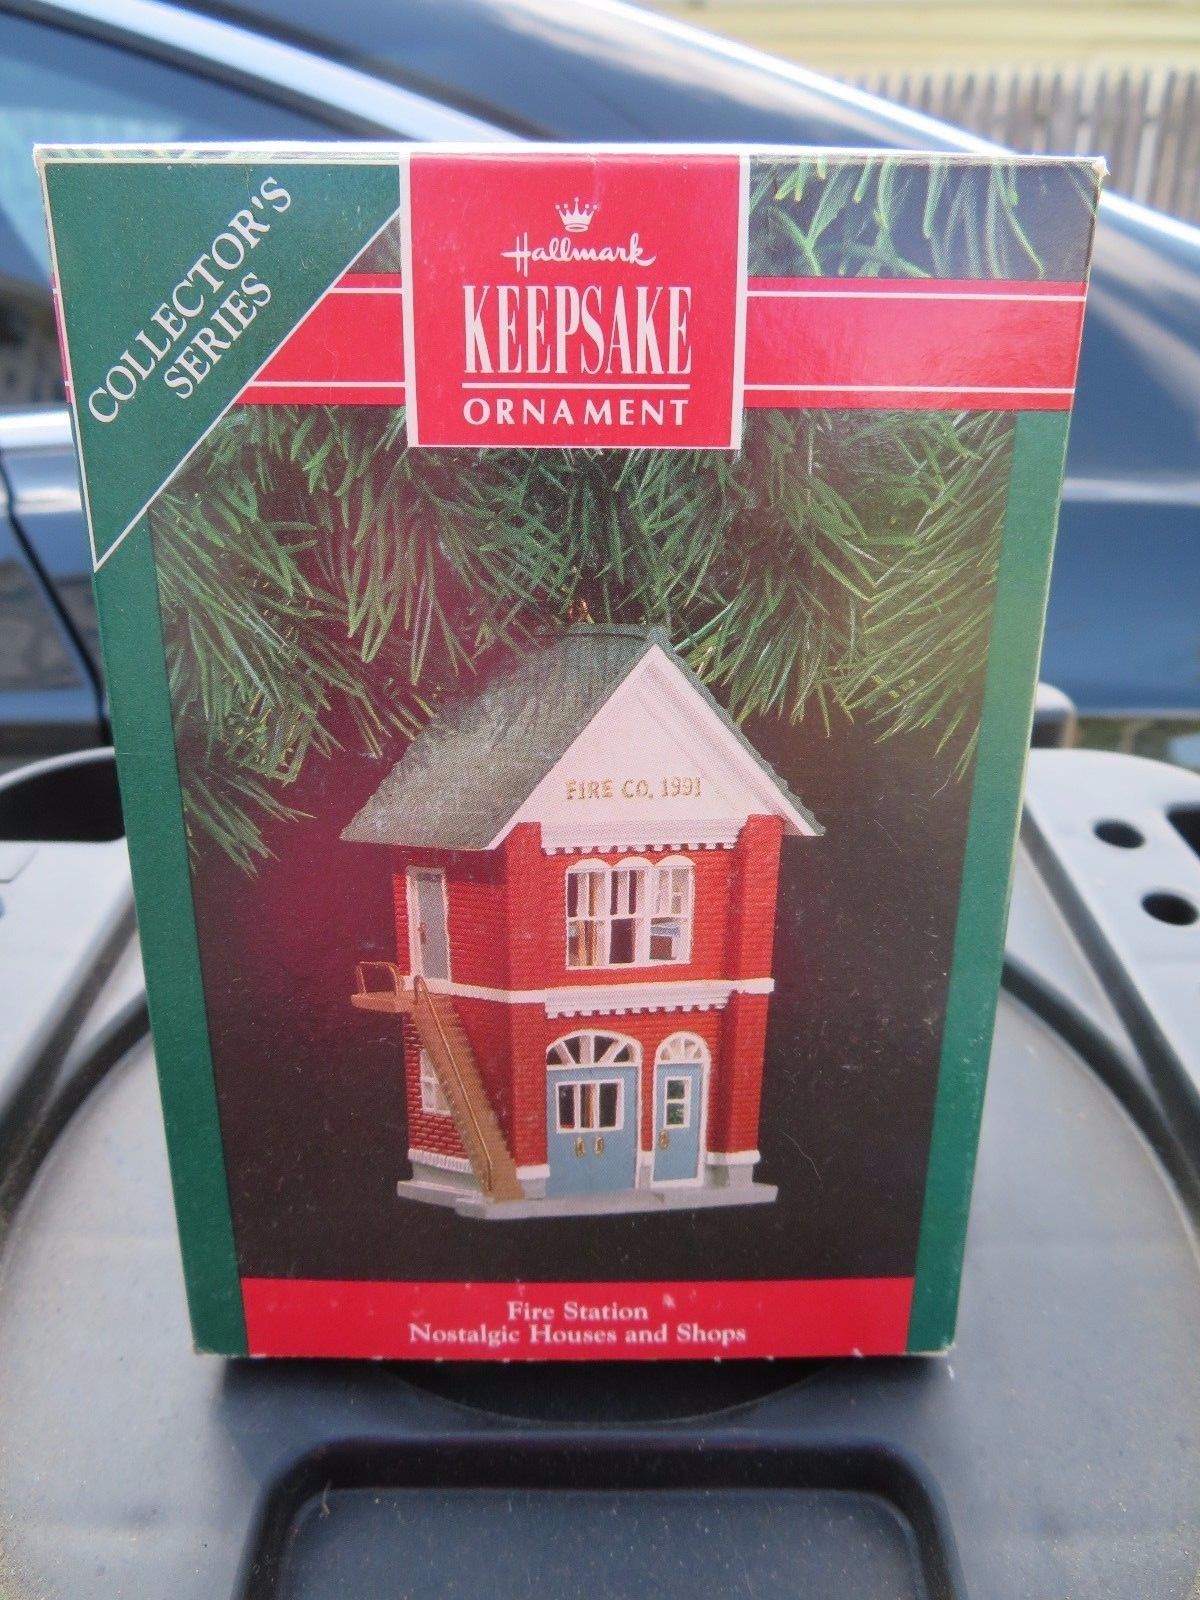 COLLECTOR'S
SERIES
Hallmark
KEEPSAKE
ORNAMENT
FIRE CO. 1991
Fire Station
Nostalgic Houses and Shops